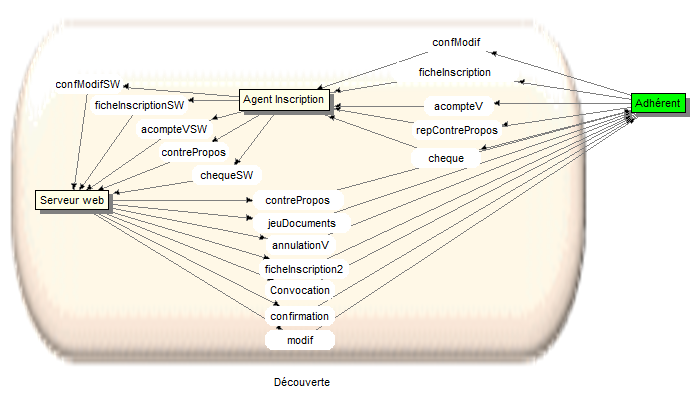 confModif
ficheInscription
confModifSW
Agent Inscription
Adhérent
ficheInscriptionSW
acompteV
acompteVSW
repContrePropos
contrePropos
cheque
chequeSW
Serveur web
contrePropos
jeuDocuments
annulationV
ficheInscription2
Convocation
confirmation
modif
Découverte